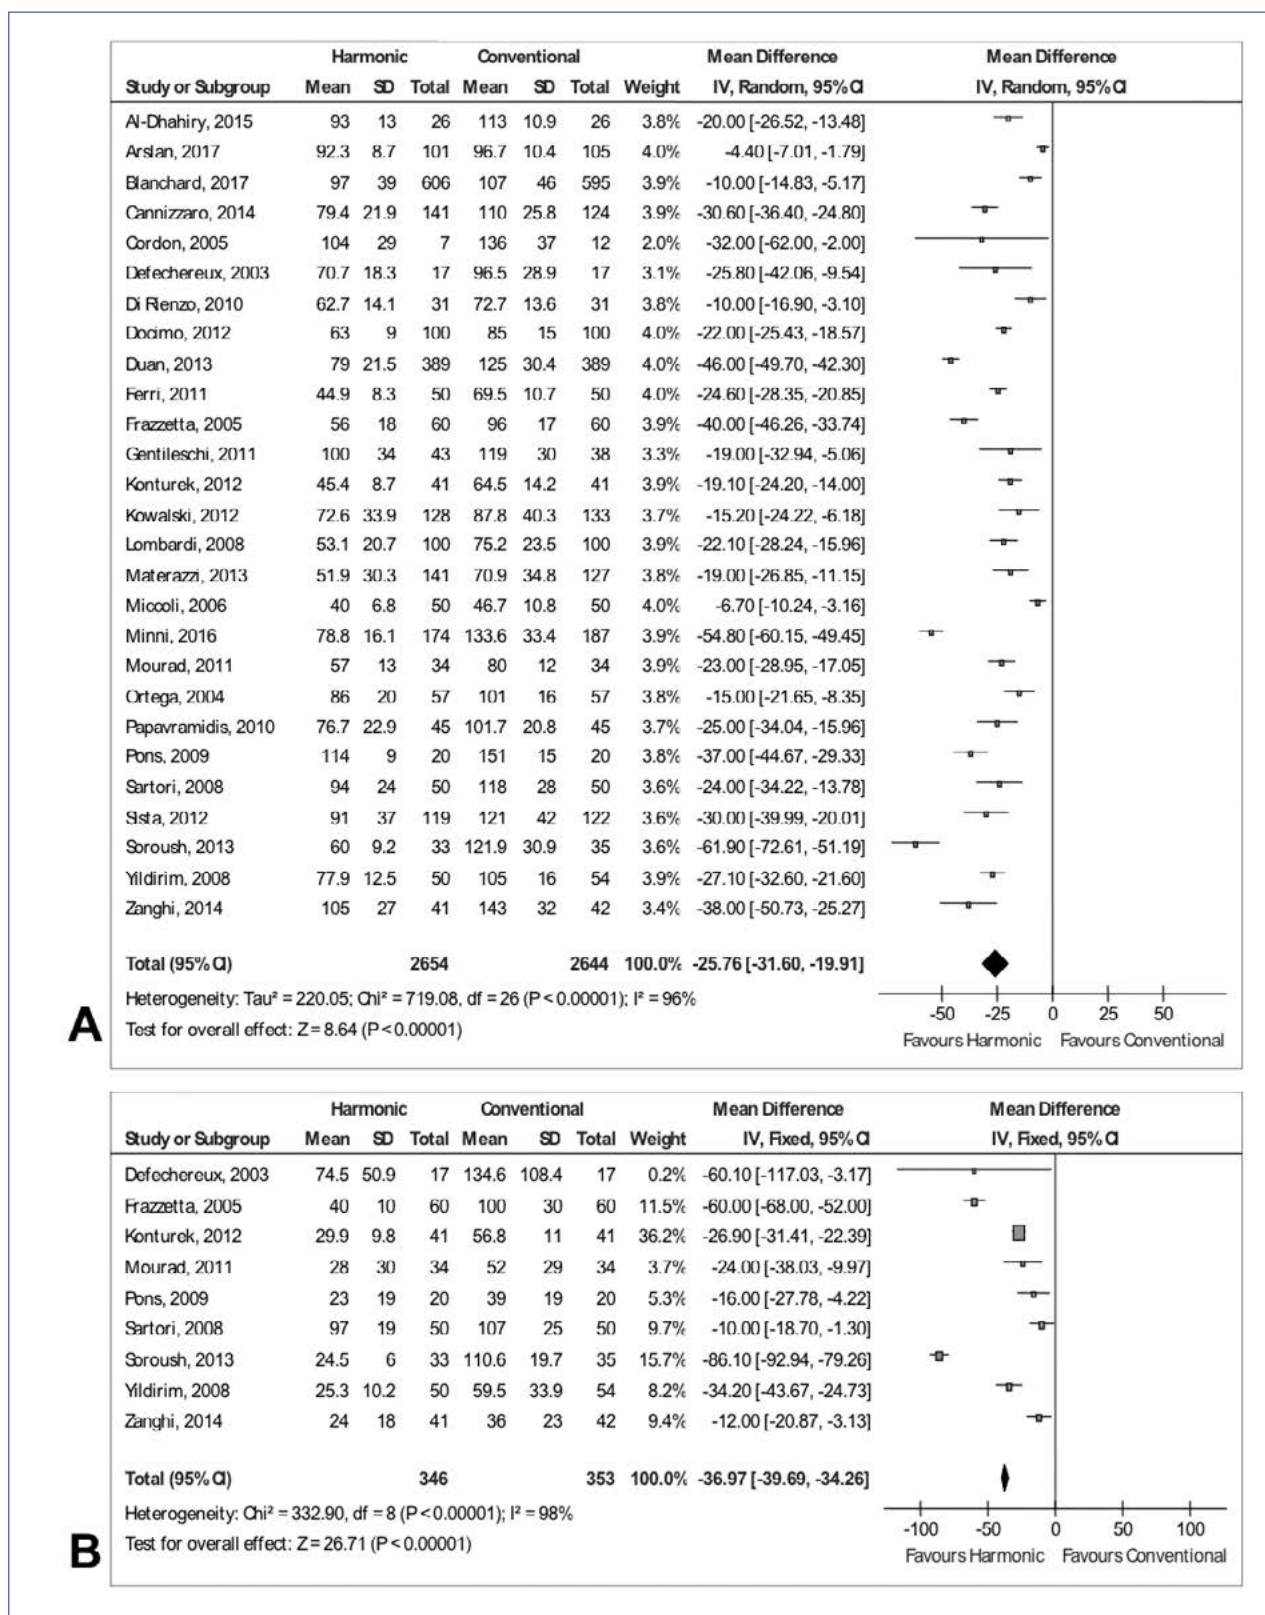 Harmonic Conventional Mean Difference Mean Difference
Study or Subgroup Mean SD Total Mean SD Total Weight IV, Random, 95% CI IV, Random, 95% CI
Al-Dhahiry, 2015 93 13 26 113 10.9 26 3.8% -20.00 [-26.52, -13.48]
Arslan, 2017 92.3 8.7 101 96.7 10.4 105 4.0% -4.40 [-7.01, -1.79]
Blanchard, 2017 97 39 606 107 46 595 3.9% -10.00 [-14.83, -5.17]
Cannizzaro, 2014 79.4 21.9 141 110 25.8 124 3.9% -30.60 [-36.40, -24.80]
Cordon, 2005 104 29 7 136 37 12 2.0% -32.00 [-62.00, -2.00]
Defechereux, 2003 70.7 18.3 17 96.5 28.9 17 3.1% -25.80 [-42.06, -9.54]
Di Rienzo, 2010 62.7 14.1 31 72.7 13.6 31 3.8% -10.00 [-16.90, -3.10]
Docimo, 2012 63 9 100 85 15 100 4.0% -22.00 [-25.43, -18.57]
Duan, 2013 79 21.5 389 125 30.4 389 4.0% -46.00 [-49.70, -42.30]
Ferri, 2011 44.9 8.3 50 69.5 10.7 50 4.0% -24.60 [-28.35, -20.85]
Frazzetta, 2005 56 18 60 96 17 60 3.9% -40.00 [-46.26, -33.74]
Gentileschi, 2011 100 34 43 119 30 38 3.3% -19.00 [-32.94, -5.06]
Konturek, 2012 45.4 8.7 41 64.5 14.2 41 3.9% -19.10 [-24.20, -14.00]
Kowalski, 2012 72.6 33.9 128 87.8 40.3 133 3.7% -15.20 [-24.22, -6.18]
Lombardi, 2008 53.1 20.7 100 75.2 23.5 100 3.9% -22.10 [-28.24, -15.96]
Materazzi, 2013 51.9 30.3 141 70.9 34.8 127 3.8% -19.00 [-26.85, -11.15]
Miccoli, 2006 40 6.8 50 46.7 10.8 50 4.0% -6.70 [-10.24, -3.16]
Minni, 2016 78.8 16.1 174 133.6 33.4 187 3.9% -54.80 [-60.15, -49.45]
Mourad, 2011 57 13 34 80 12 34 3.9% -23.00 [-28.95, -17.05]
Ortega, 2004 86 20 57 101 16 57 3.8% -15.00 [-21.65, -8.35]
Papavramidis, 2010 76.7 22.9 45 101.7 20.8 45 3.7% -25.00 [-34.04, -15.96]
Pons, 2009 114 9 20 151 15 20 3.8% -37.00 [-44.67, -29.33]
Sartori, 2008 94 24 50 118 28 50 3.6% -24.00 [-34.22, -13.78]
Sista, 2012 91 37 119 121 42 122 3.6% -30.00 [-39.99, -20.01]
Soroush, 2013 60 9.2 33 121.9 30.9 35 3.6% -61.90 [-72.61, -51.19]
Yildirim, 2008 77.9 12.5 50 105 16 54 3.9% -27.10 [-32.60, -21.60]
Zanghi, 2014 105 27 41 143 32 42 3.4% -38.00 [-50.73, -25.27]
Total (95% CI) 2654 2644 100.0% -25.76 [-31.60, -19.91]
Heterogeneity: Tau² = 220.05; Chi² = 719.08, df = 26 (P < 0.00001); I² = 96%
Test for overall effect: Z = 8.64 (P < 0.00001)
-50 -25 0 25 50
Favours Harmonic Favours Conventional
A
Harmonic Conventional Mean Difference Mean Difference
Study or Subgroup Mean SD Total Mean SD Total Weight IV, Fixed, 95% CI IV, Fixed, 95% CI
Defechereux, 2003 74.5 50.9 17 134.6 108.4 17 0.2% -60.10 [-117.03, -3.17]
Frazzetta, 2005 40 10 60 100 30 60 11.5% -60.00 [-68.00, -52.00]
Konturek, 2012 29.9 9.8 41 56.8 11 41 36.2% -26.90 [-31.41, -22.39]
Mourad, 2011 28 30 34 52 29 34 3.7% -24.00 [-38.03, -9.97]
Pons, 2009 23 19 20 39 19 20 5.3% -16.00 [-27.78, -4.22]
Sartori, 2008 97 19 50 107 25 50 9.7% -10.00 [-18.70, -1.30]
Soroush, 2013 24.5 6 33 110.6 19.7 35 15.7% -86.10 [-92.94, -79.26]
Yildirim, 2008 25.3 10.2 50 59.5 33.9 54 8.2% -34.20 [-43.67, -24.73]
Zanghi, 2014 24 18 41 36 23 42 9.4% -12.00 [-20.87, -3.13]
Total (95% CI) 346 353 100.0% -36.97 [-39.69, -34.26]
Heterogeneity: Chi² = 332.90, df = 8 (P < 0.00001); I² = 98%
Test for overall effect: Z = 26.71 (P < 0.00001)
-100 -50 0 50 100
Favours Harmonic Favours Conventional
B